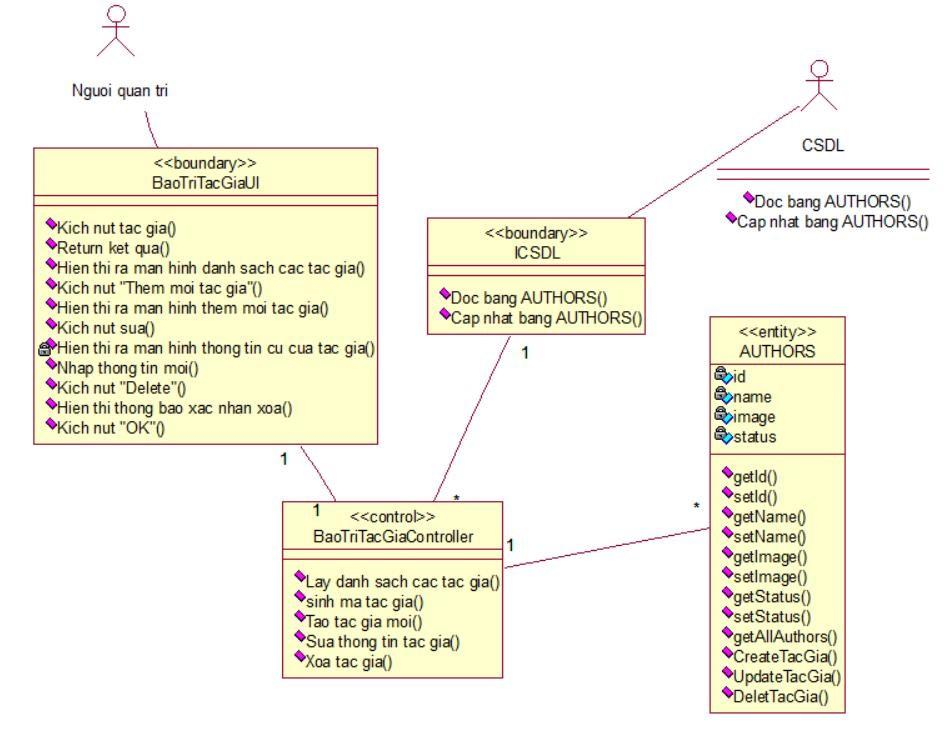 Nguoi quan tri
<<boundary>>
BaoTriTacGiaUI
Kich nut tac gia()
Return ket qua()
Hien thi ra man hinh danh sach cac tac gia()
Kich nut "Them moi tac gia"()
Hien thi ra man hinh them moi tac gia()
Kich nut sua()
Hien thi ra man hinh thong tin cu cua tac gia()
Nhap thong tin moi()
Kich nut "Delete"()
Hien thi thong bao xac nhan xoa()
Kich nut "OK"()
CSDL
Doc bang AUTHORS()
Cap nhat bang AUTHORS()
<<boundary>>
ICSDL
Doc bang AUTHORS()
Cap nhat bang AUTHORS()
1
*
1
1
<<control>>
BaoTriTacGiaController
Lay danh sach cac tac gia()
sinh ma tac gia()
Tao tac gia moi()
Sua thong tin tac gia()
Xoa tac gia()
1
*
<<entity>>
AUTHORS
id
name
image
status
getId()
setId()
getName()
setName()
getImage()
setImage()
getStatus()
setStatus()
getAllAuthors()
CreateTacGia()
UpdateTacGia()
DeletTacGia()